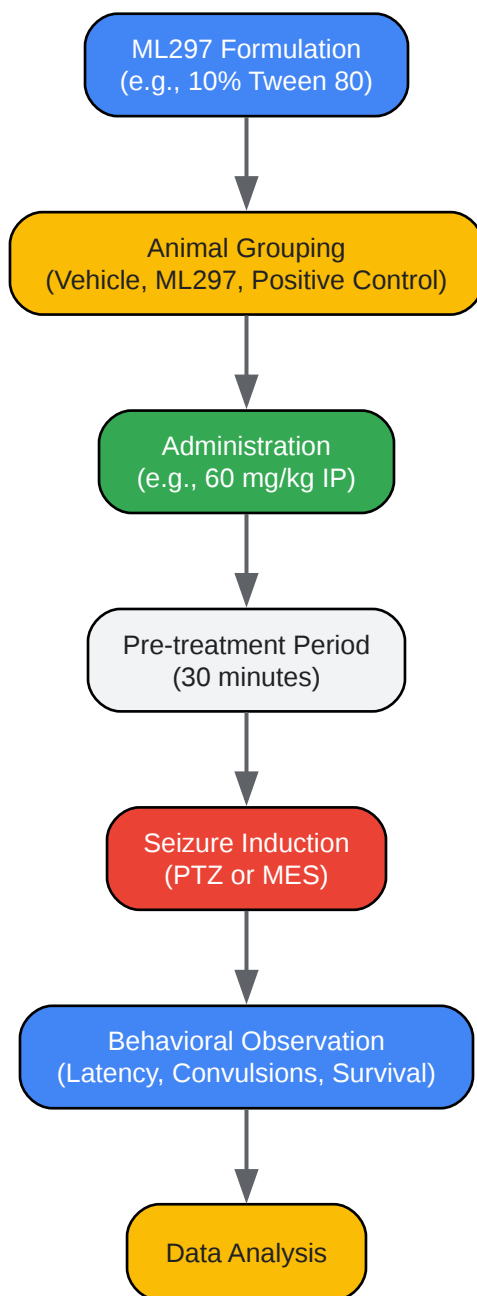 ML297 Formulation
(e.g., 10% Tween 80)
Animal Grouping
(Vehicle, ML297, Positive Control)
Administration
(e.g., 60 mg/kg IP)
Pre-treatment Period
(30 minutes)
Seizure Induction
(PTZ or MES)
Behavioral Observation
(Latency, Convulsions, Survival)
Data Analysis